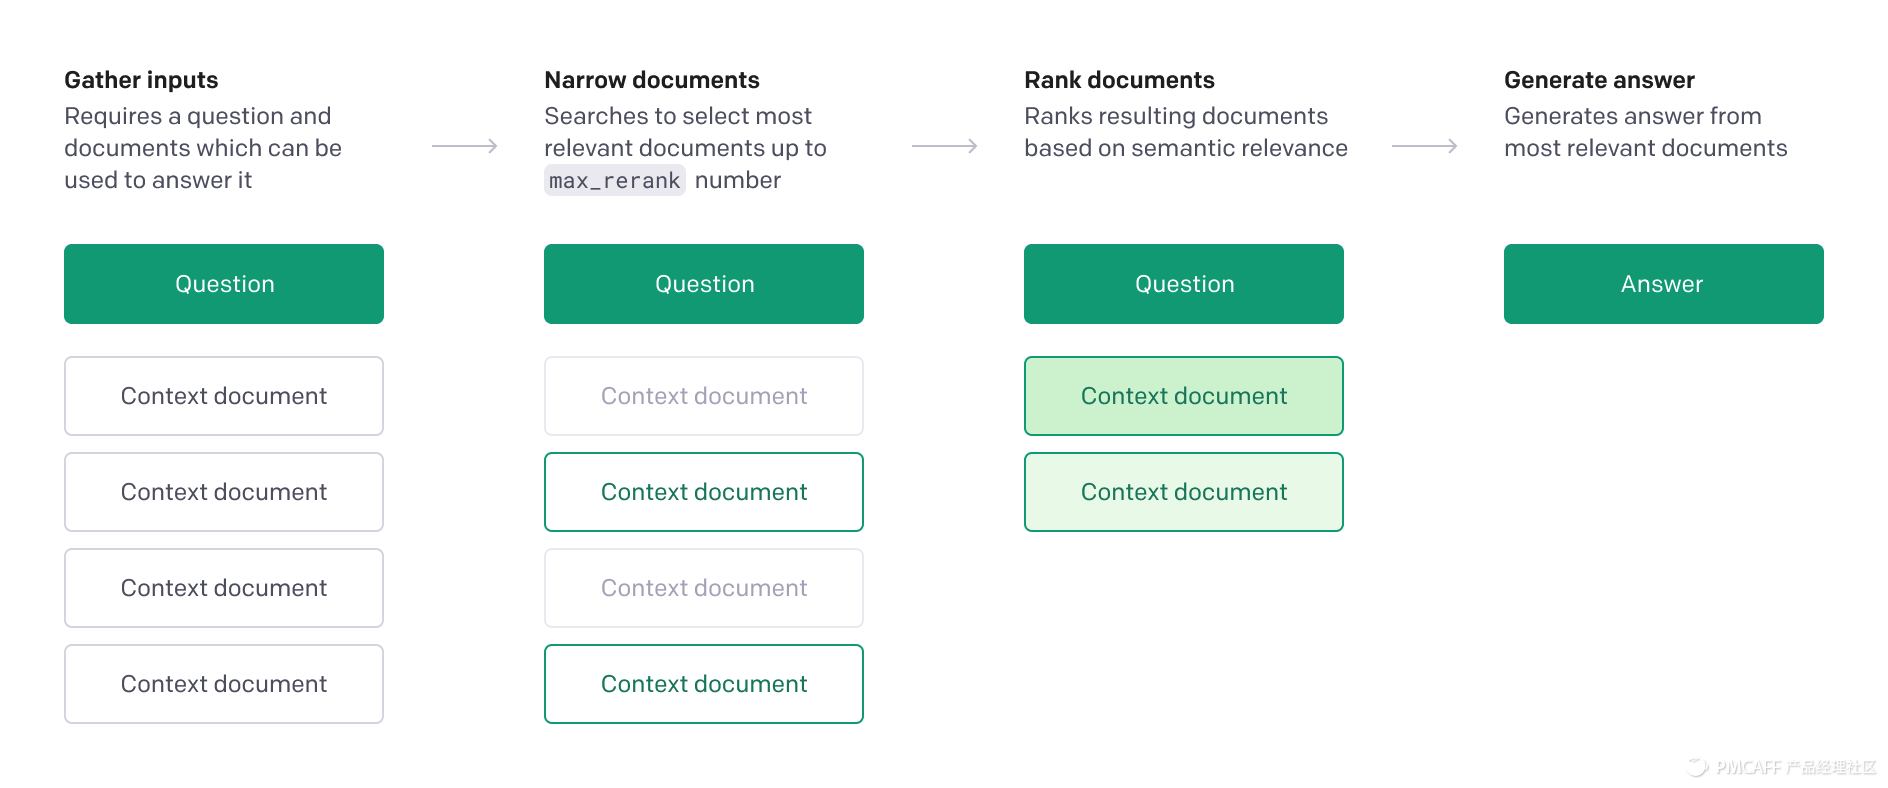 Gather inputs
Requires a question and
documents which can be
used to answer it
Question
Context document
Context document
Context document
Context document
Narrow documents
Searches to select most
relevant documents up to
max_rerank number
Question
Context document
Context document
Context document
Context document
Rank documents
Ranks resulting documents
based on semantic relevance
Question
Context document
Context document
Generate answer
Generates answer from
most relevant documents
Answer
PMCAFF 产品经理社区